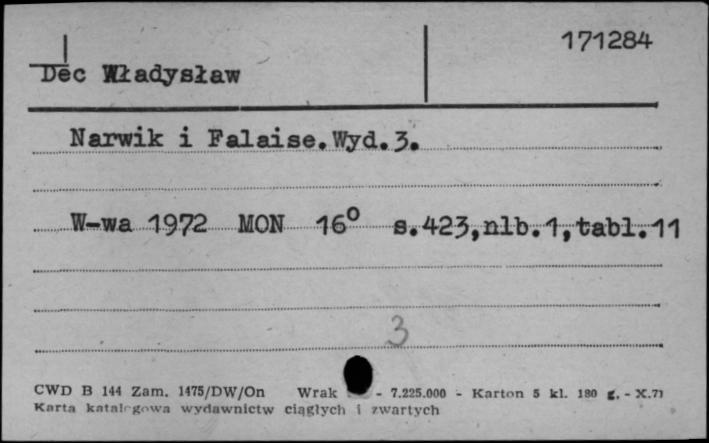 171284
Dec Władysław
Narwik i Falaise.Wyd.3.
W-wa 1972 MON 16° s.423,nlb.1,tabl.11
3
CWD B 144 Zam. 1475/DW/On Wrak - 7.225.000 - Karton 5 kl. 180 g. - X.71
Karta katalogowa wydawnictw ciągłych i zwartych